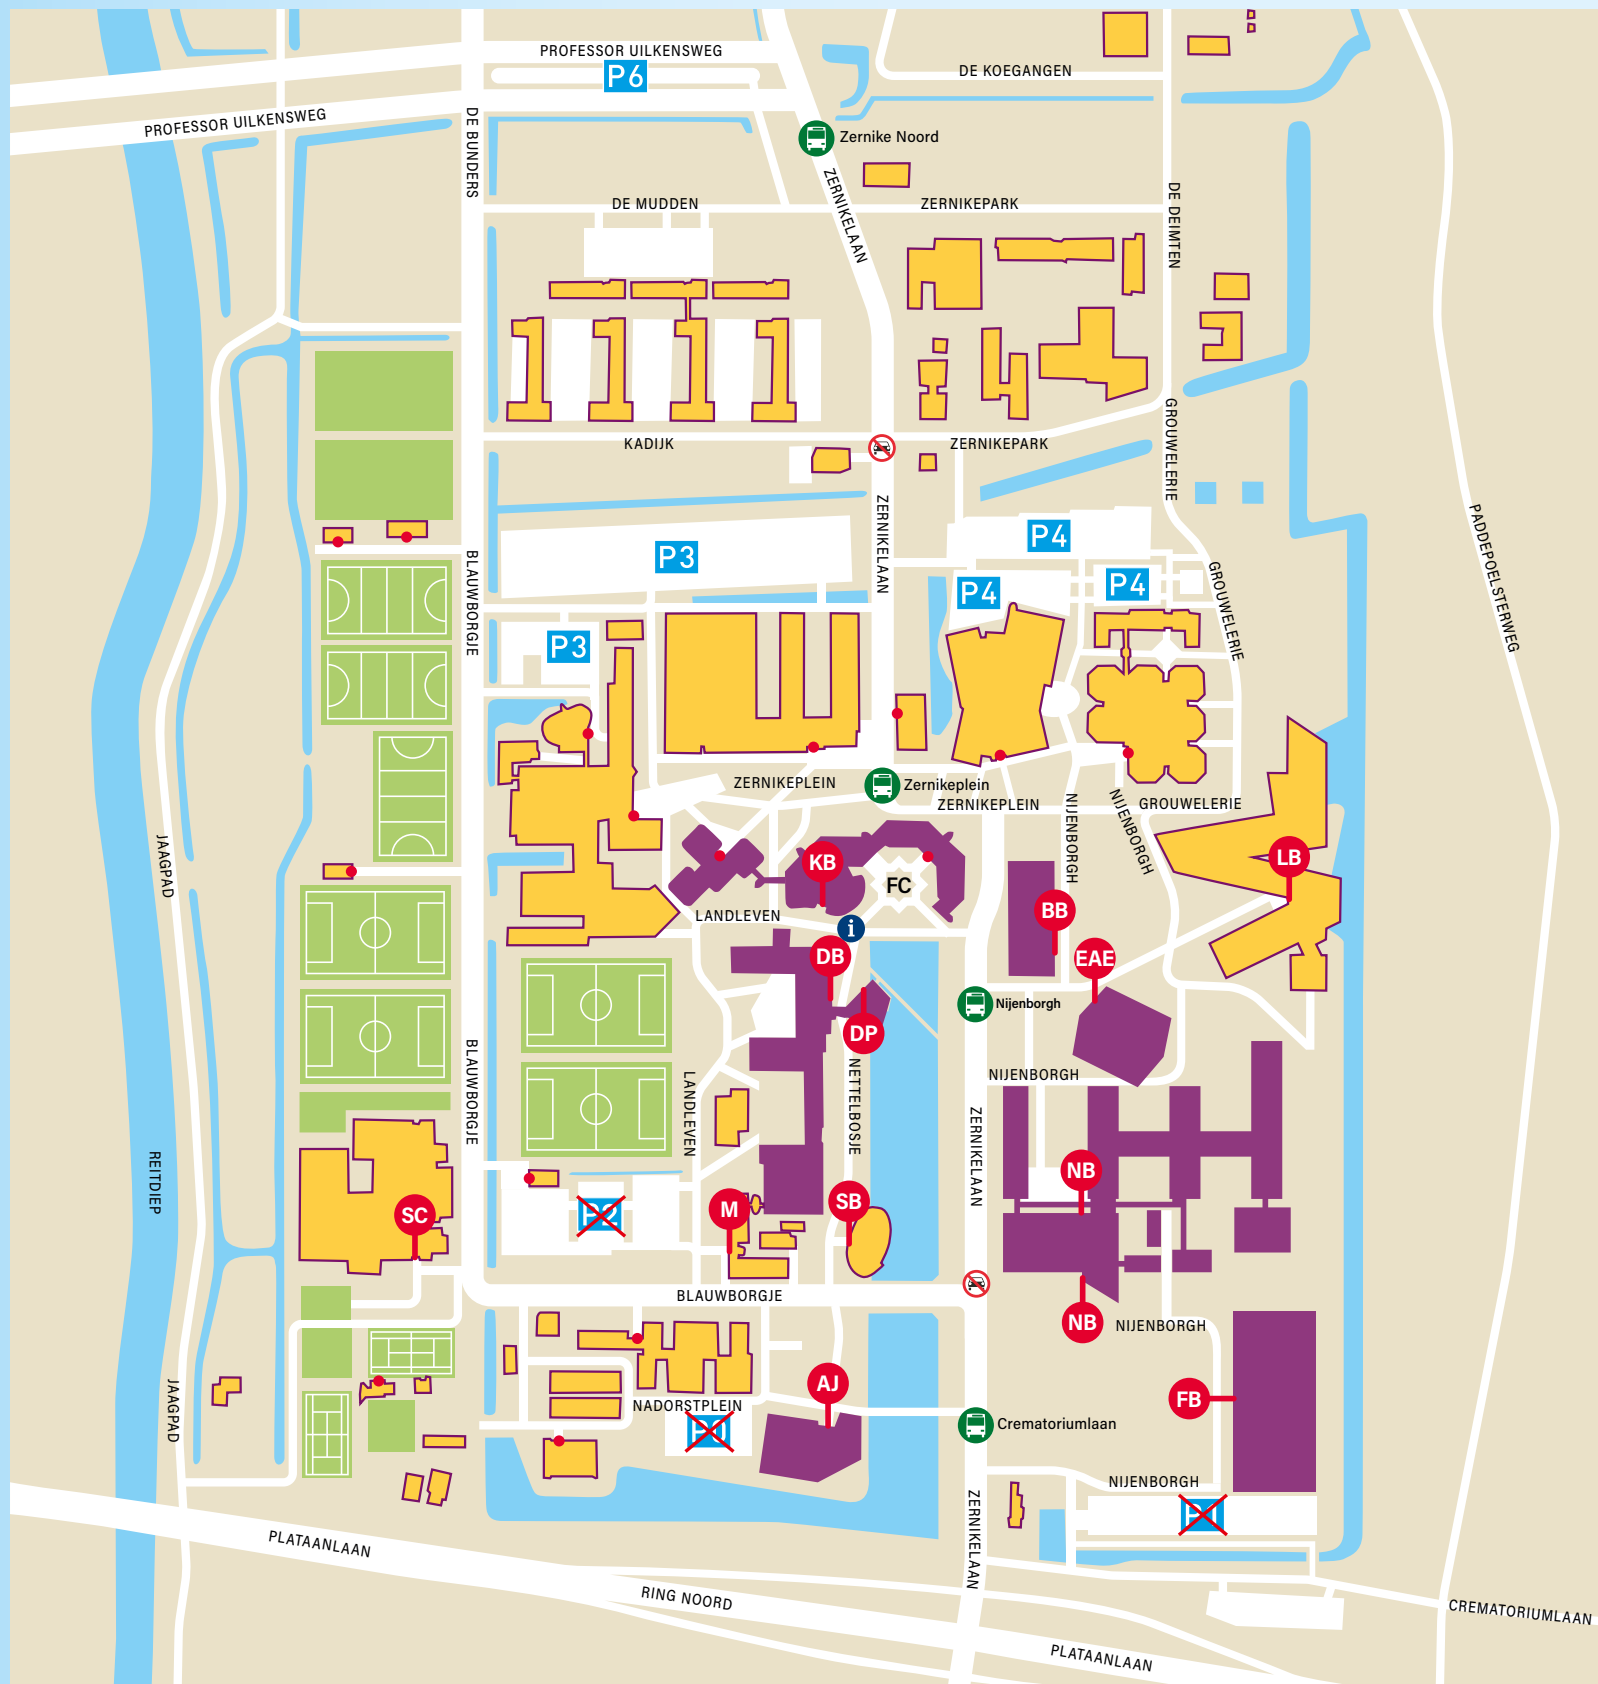 PROFESSOR UILKENSWEG
P6
DE KOEGANGEN
PROFESSOR UILKENSWEG
DE BUNDERS
Zernike Noord
ZERNIKELAAN
DE MUDDEN
ZERNIKEPARK
DE DEIMTEN
KADIJK
ZERNIKEPARK
GROUWELERIE
ZERNIKELAAN
PADDEPOELSTERWEG
P3
P4
P4
P4
BLAUWBORGJE
GROUWELERIE
P3
ZERNIKEPLEIN
Zernikeplein
ZERNIKEPLEIN
NIJENBORGH
NIJENBORGH
GROUWELERIE
JAAGPAD
KB
FC
LB
BB
LANDLEVEN
i
DB
EAE
Nijenborgh
DP
BLAUWBORGJE
LANDLEVEN
NETTELBOSJE
NIJENBORGH
ZERNIKELAAN
REITDIEP
NB
SC
P2
M
SB
BLAUWBORGJE
NB
NIJENBORGH
JAAGPAD
AJ
FB
NADORSTPLEIN
P0
Crematoriumlaan
NIJENBORGH
P1
ZERNIKELAAN
PLATAANLAAN
RING NOORD
CREMATORIUMLAAN
PLATAANLAAN